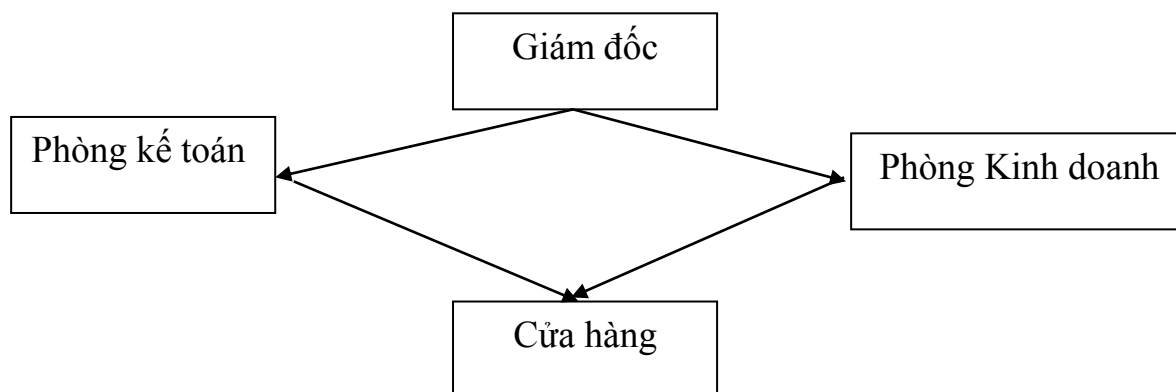 Giám đốc
Phòng kế toán
Phòng Kinh doanh
Cửa hàng